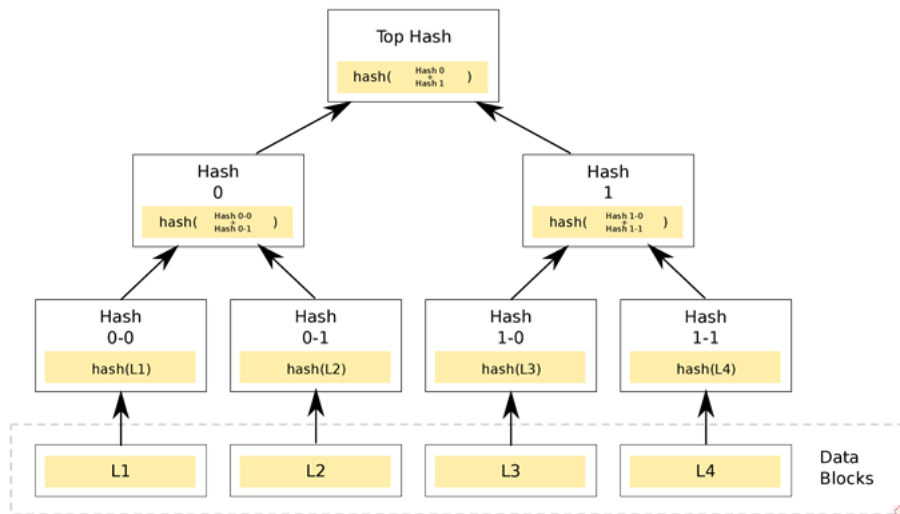 Top Hash
hash( Hash 0 + Hash 1 )
Hash
0
hash( Hash 0-0 + Hash 0-1 )
Hash
1
hash( Hash 1-0 + Hash 1-1 )
Hash
0-0
hash(L1)
Hash
0-1
hash(L2)
Hash
1-0
hash(L3)
Hash
1-1
hash(L4)
L1
L2
L3
L4
Data
Blocks